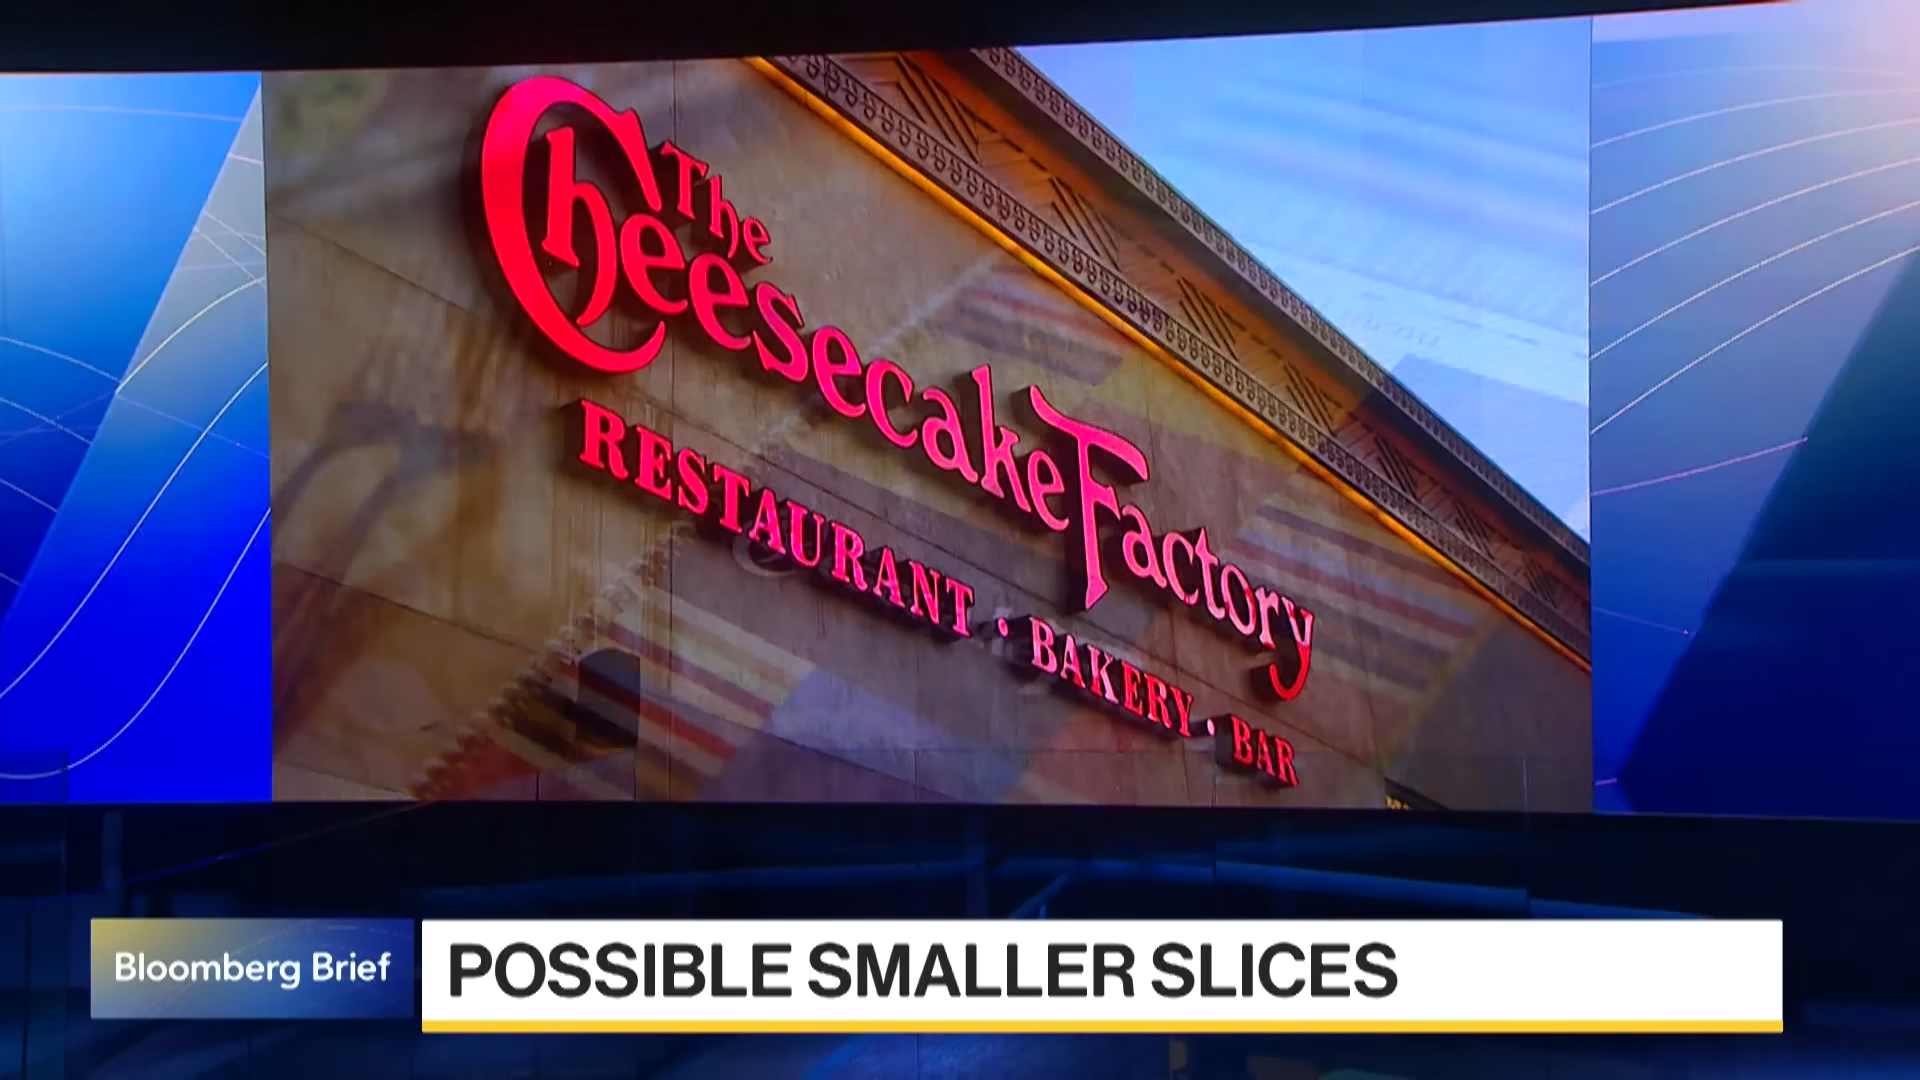 The
Cheesecake Factory
RESTAURANT • BAKERY • BAR
Bloomberg Brief
POSSIBLE SMALLER SLICES